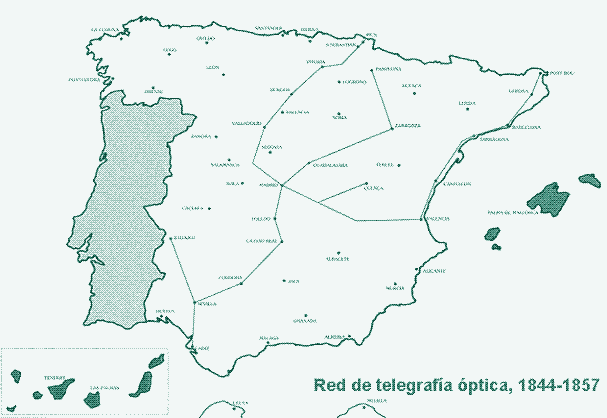 LA CORUÑA
SANTANDER
OVIEDO
BILBAO
IRUN
S.SEBASTIAN
LUGO
VITORIA
PAMPLONA
LEON
PONTEVEDRA
LOGROÑO
HUESCA
GERONA
ORENSE
BURGOS
LERIDA
PALENCIA
SORIA
VALLADOLID
ZARAGOZA
BARCELONA
ZAMORA
TARRAGONA
SEGOVIA
SALAMANCA
GUADALAJARA
TERUEL
AVILA
MADRID
CUENCA
CASTELLON
CACERES
PALMA DE MALLORCA
TOLEDO
VALENCIA
BADAJOZ
CIUDAD REAL
ALBACETE
ALICANTE
CORDOBA
JAEN
MURCIA
SEVILLA
HUELVA
GRANADA
MALAGA
ALMERIA
CADIZ
TENERIFE
LAS PALMAS
Red de telegrafía óptica, 1844-1857
CEUTA
MELILLA